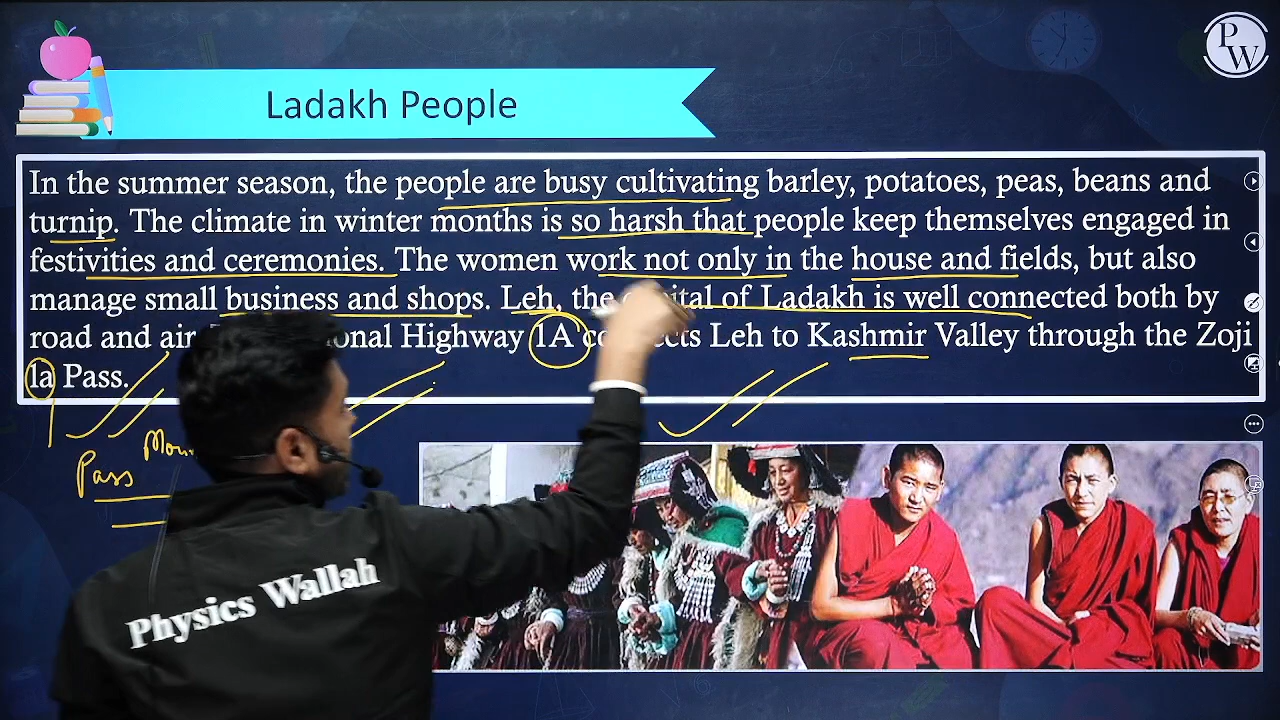 PW
Ladakh People
In the summer season, the people are busy cultivating barley, potatoes, peas, beans and
turnip. The climate in winter months is so harsh that people keep themselves engaged in
festivities and ceremonies. The women work not only in the house and fields, but also
manage small business and shops. Leh, the capital of Ladakh is well connected both by
road and air Highway 1A connects Leh to Kashmir Valley through the Zoji
la Pass.
Pass
Physics Wallah